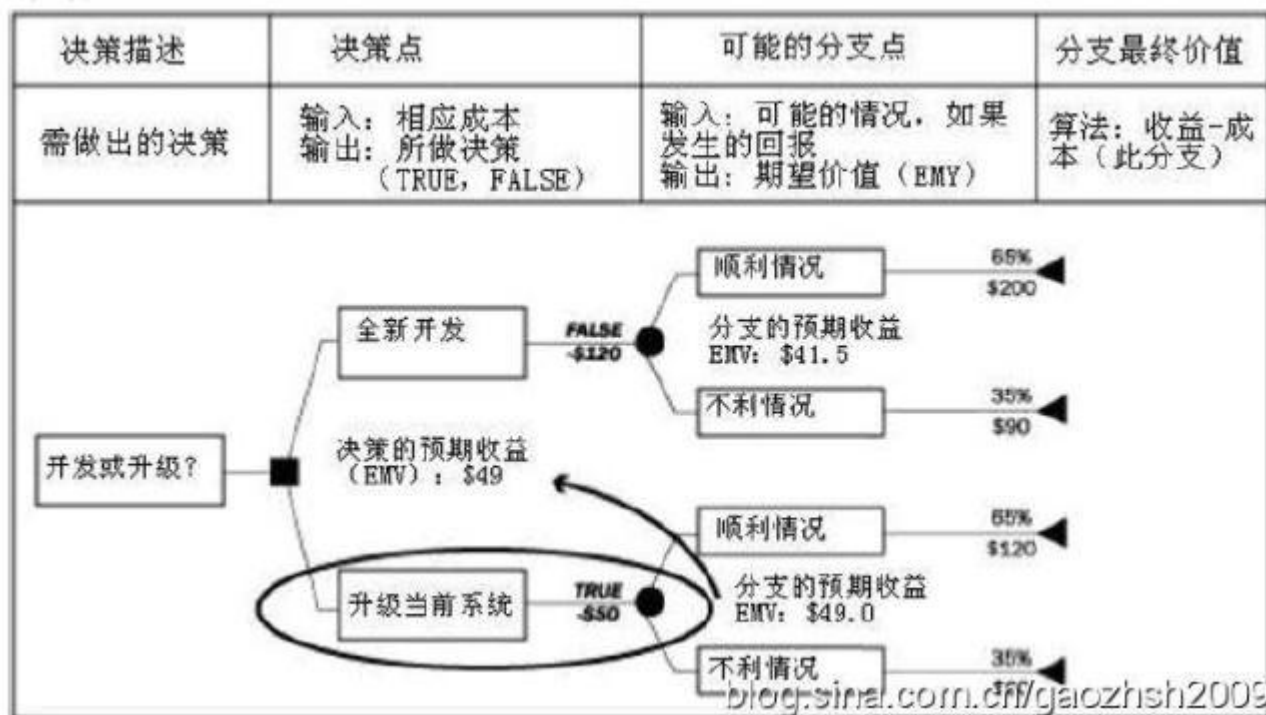 决策描述
决策点
可能的分支点
分支最终价值
需做出的决策
输入：相应成本
输出：所做决策
（TRUE，FALSE）
输入：可能的情况．如果
发生的回报
输出：期望价值（EMY）
算法：收益-成
本（此分支）
顺利情况
65%
$200
全新开发
FALSE
-$120
分支的预期收益
EMV：$41.5
不利情况
35%
$90
开发或升级？
决策的预期收益
（EMV）：$49
顺利情况
65%
$120
升级当前系统
TRUE
-$50
分支的预期收益
EMV：$49.0
不利情况
35%
blog.sina.com.cn/gaozhsh2009